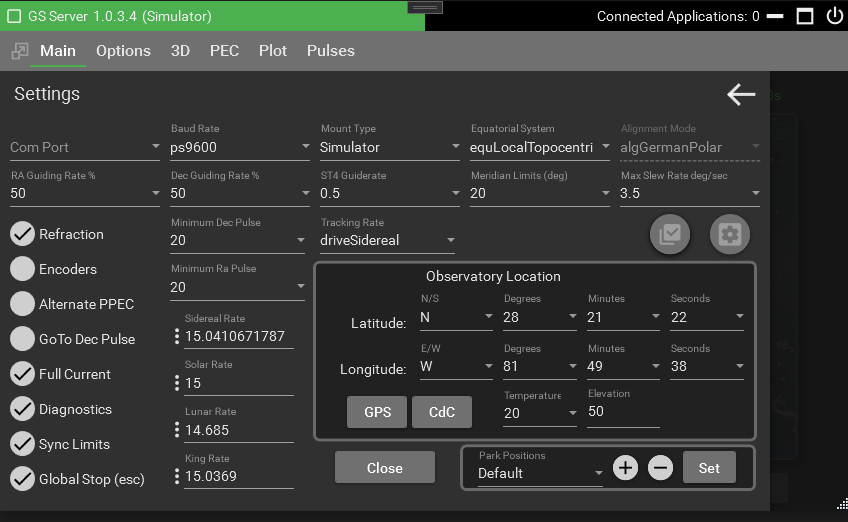 GS Server 1.0.3.4 (Simulator)
Connected Applications: 0
Main Options 3D PEC Plot Pulses
Settings
Com Port
Baud Rate
ps9600
Mount Type
Simulator
Equatorial System
equLocalTopocentri
Alignment Mode
algGermanPolar
RA Guiding Rate %
50
Dec Guiding Rate %
50
ST4 Guiderate
0.5
Meridian Limits (deg)
20
Max Slew Rate deg/sec
3.5
Refraction
Encoders
Alternate PPEC
GoTo Dec Pulse
Full Current
Diagnostics
Sync Limits
Global Stop (esc)
Minimum Dec Pulse
20
Minimum Ra Pulse
20
Sidereal Rate
15.0410671787
Solar Rate
15
Lunar Rate
14.685
King Rate
15.0369
Tracking Rate
driveSidereal
Observatory Location
Latitude:
N/S
N
Degrees
28
Minutes
21
Seconds
22
Longitude:
E/W
W
Degrees
81
Minutes
49
Seconds
38
GPS
CdC
Temperature
20
Elevation
50
Close
Park Positions
Default
Set